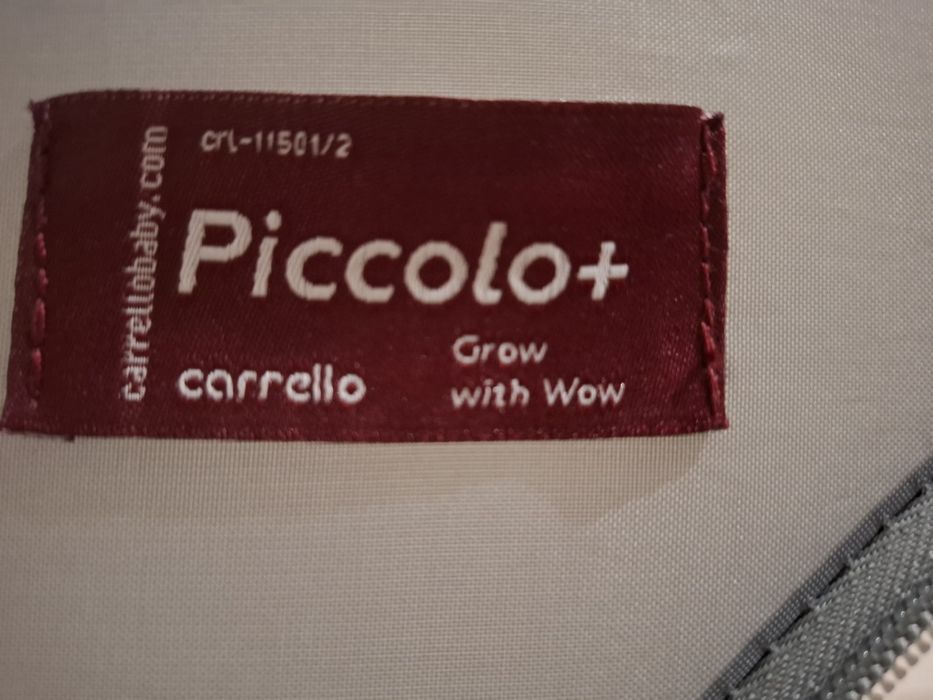 carrellobaby.com
crl-11501/2
Piccolo+
carrello
Grow
with Wow